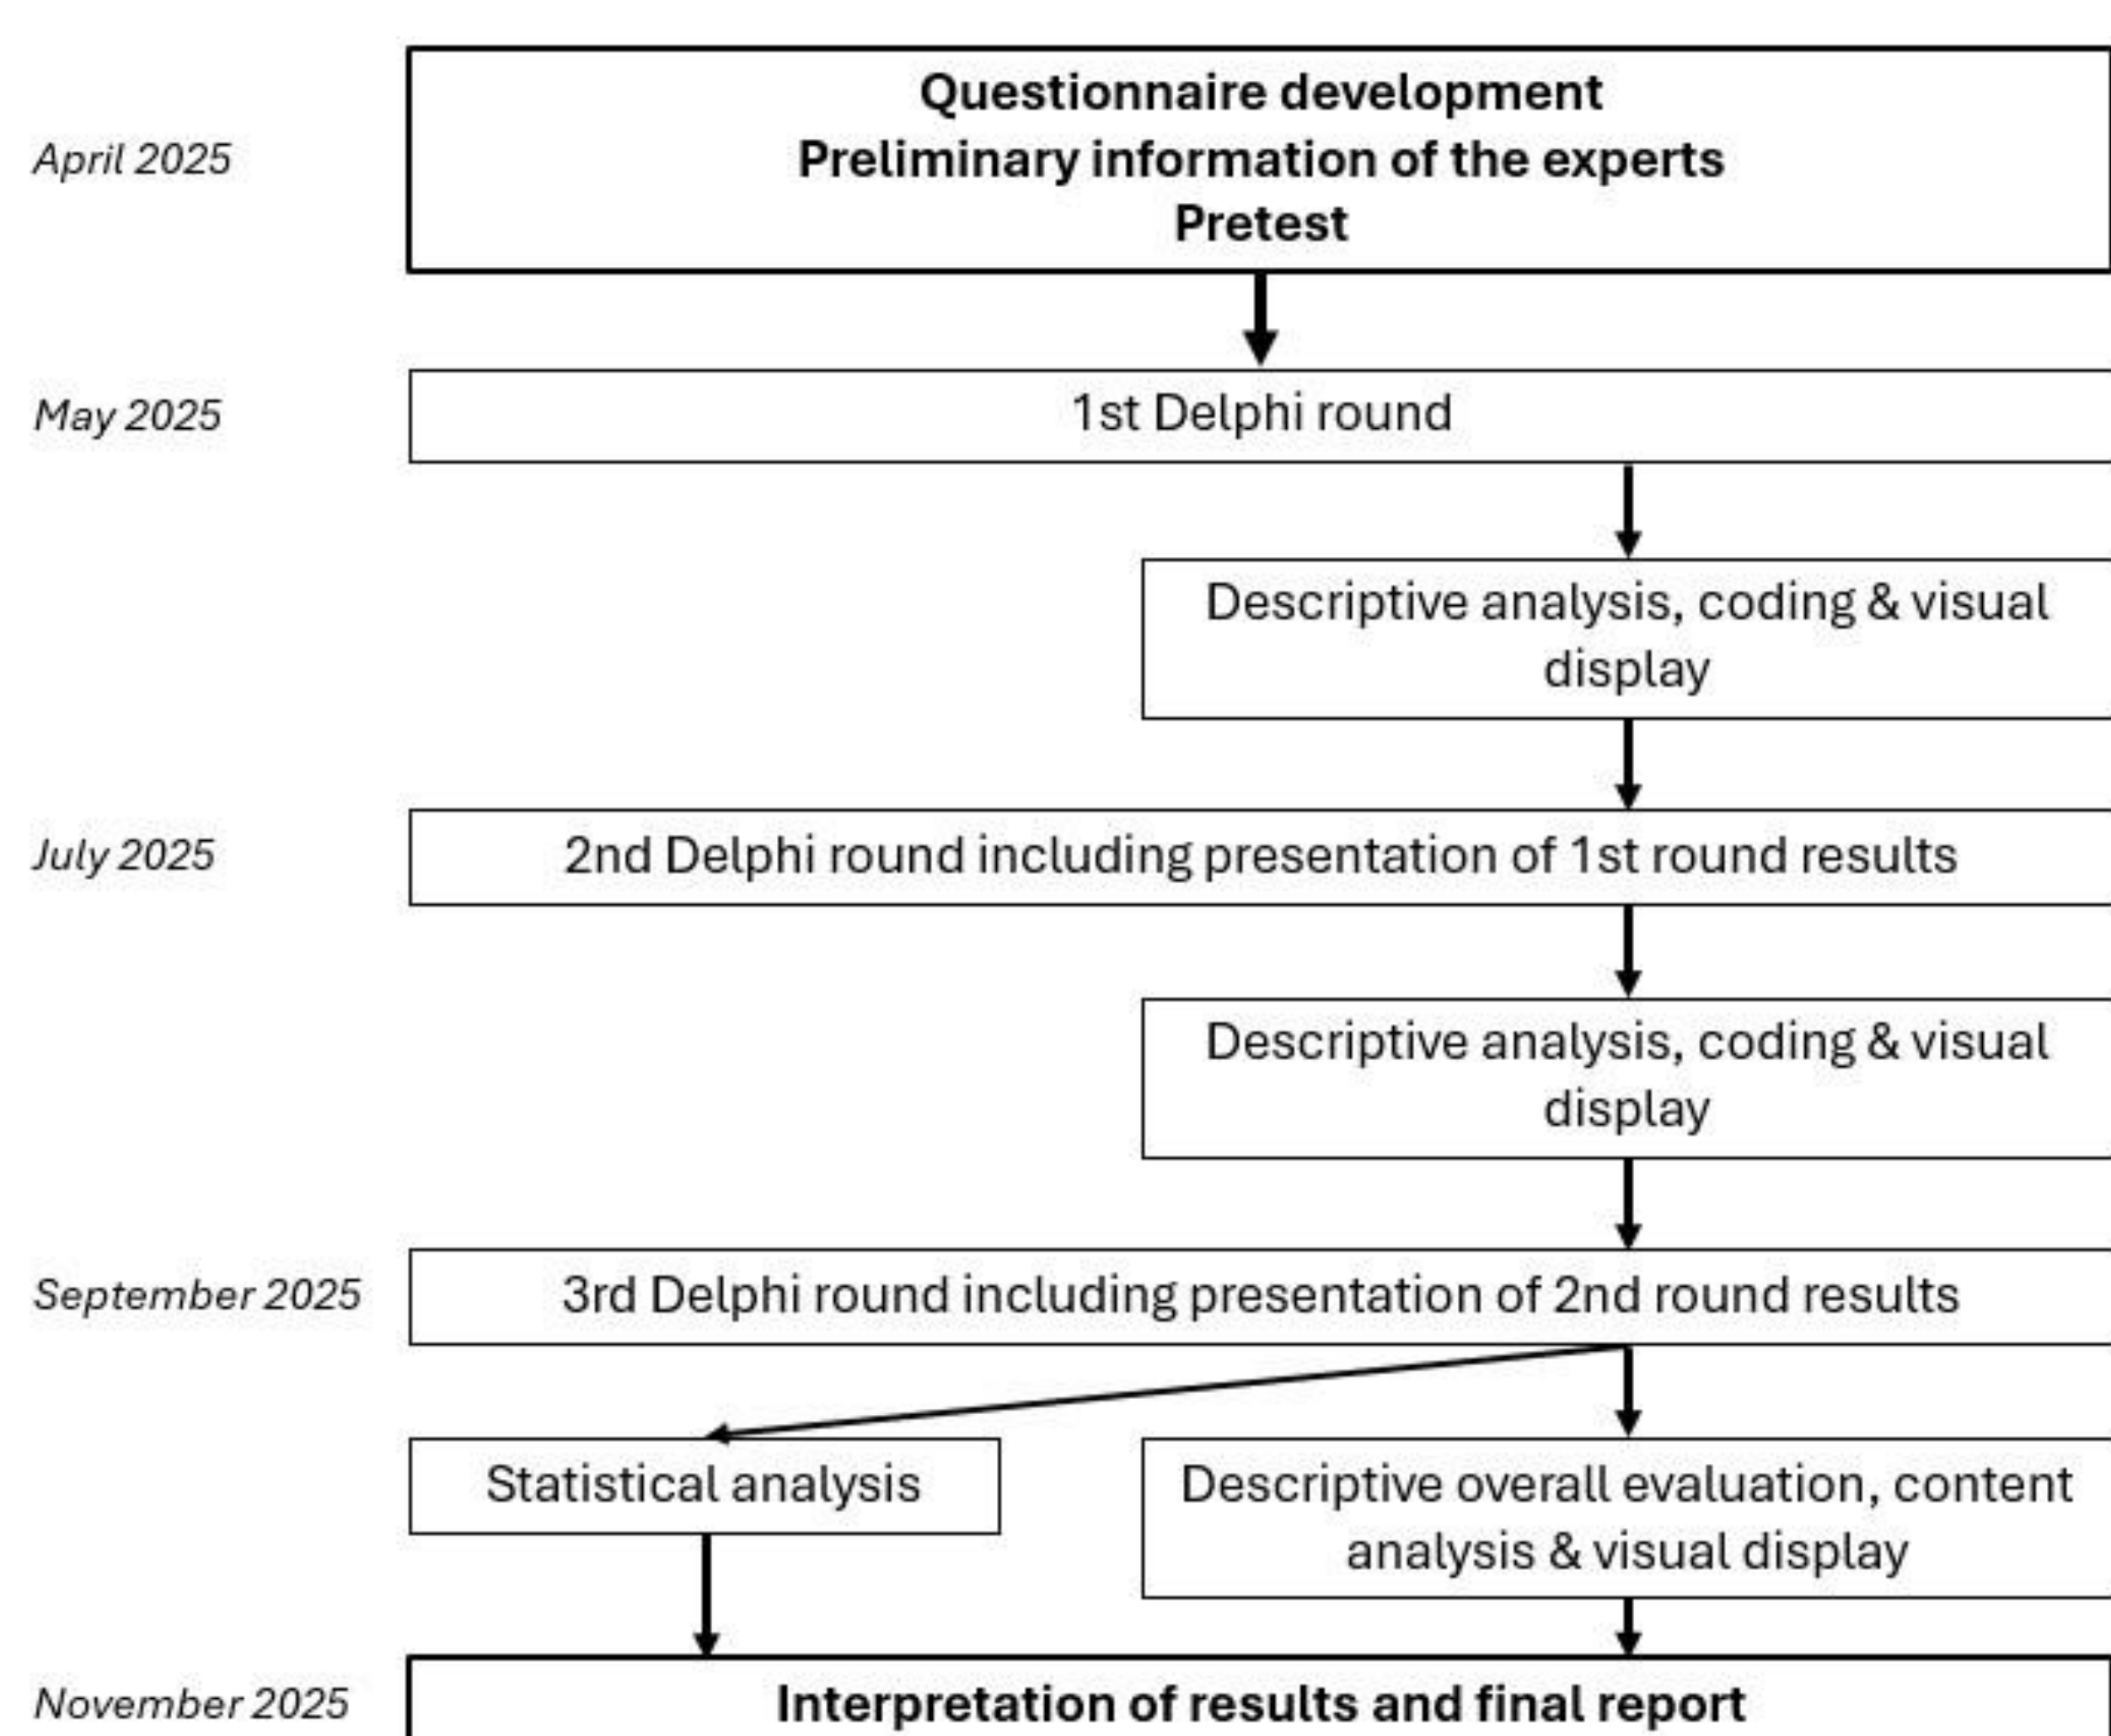 Questionnaire development
April 2025
Preliminary information of the experts
Pretest
May 2025
1st Delphi round
Descriptive analysis, coding & visual
display
July 2025
2nd Delphi round including presentation of 1st round results
Descriptive analysis, coding & visual
display
September 2025
3rd Delphi round including presentation of 2nd round results
Statistical analysis
Descriptive overall evaluation, content
analysis & visual display
November 2025
Interpretation of results and final report